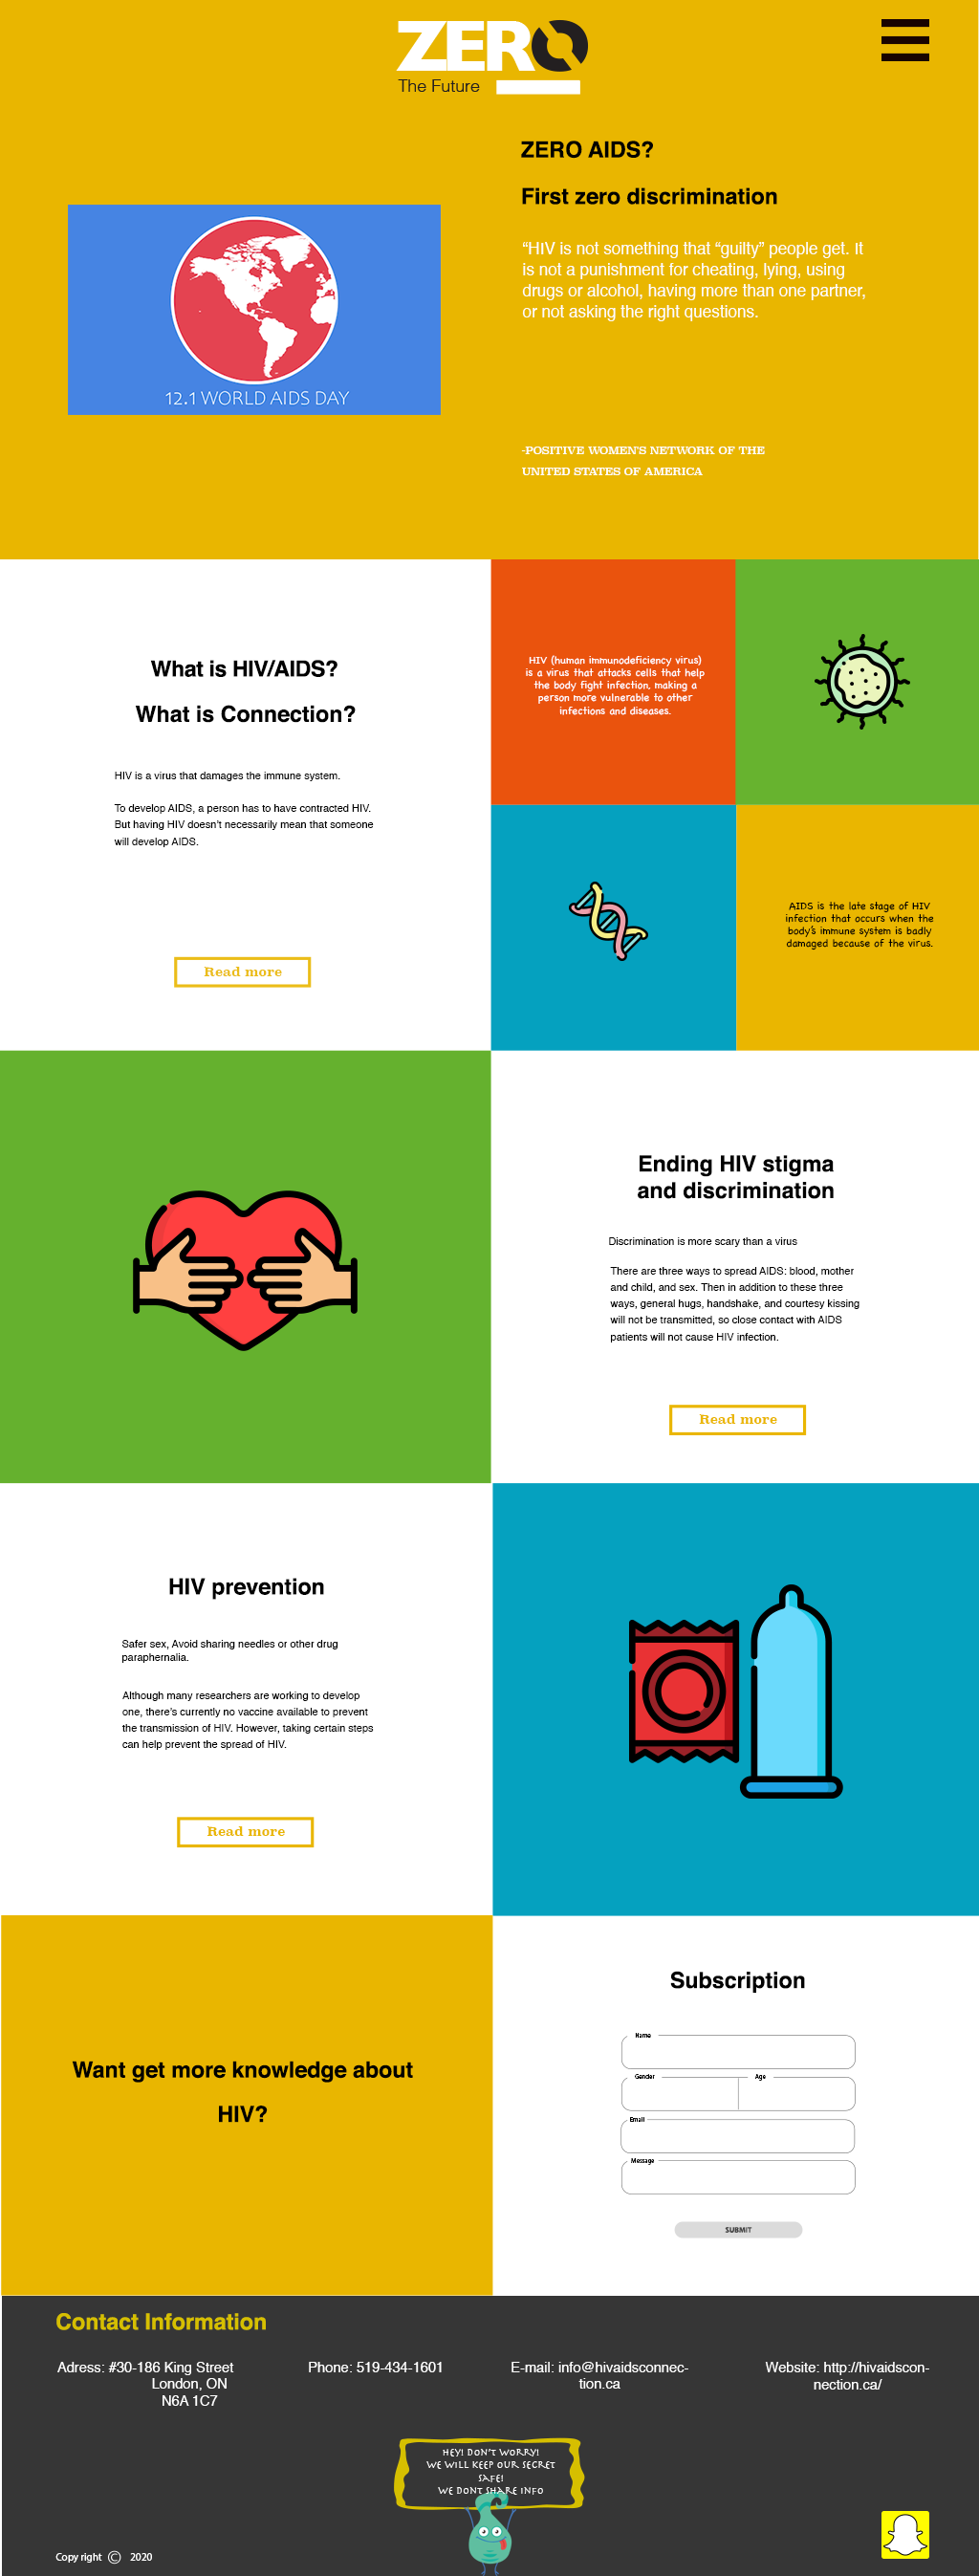 ZERO
The Future
ZERO AIDS?
First zero discrimination
“HIV is not something that “guilty” people get. It
is not a punishment for cheating, lying, using
drugs or alcohol, having more than one partner,
or not asking the right questions.
12.1 WORLD AIDS DAY
-POSITIVE WOMEN'S NETWORK OF THE
UNITED STATES OF AMERICA
What is HIV/AIDS?
What is Connection?
HIV is a virus that damages the immune system.
To develop AIDS, a person has to have contracted HIV.
But having HIV doesn't necessarily mean that someone
will develop AIDS.
Read more
HIV (human immunodeficiency virus)
is a virus that attacks cells that help
the body fight infection, making a
person more vulnerable to other
infections and diseases.
AIDS is the late stage of HIV
infection that occurs when the
body's immune system is badly
damaged because of the virus.
Ending HIV stigma
and discrimination
Discrimination is more scary than a virus
There are three ways to spread AIDS: blood, mother
and child, and sex. Then in addition to these three
ways, general hugs, handshake, and courtesy kissing
will not be transmitted, so close contact with AIDS
patients will not cause HIV infection.
Read more
HIV prevention
Safer sex, Avoid sharing needles or other drug
paraphernalia.
Although many researchers are working to develop
one, there's currently no vaccine available to prevent
the transmission of HIV. However, taking certain steps
can help prevent the spread of HIV.
Read more
Want get more knowledge about
HIV?
Subscription
Name
Gender
Age
Email
Message
SUBMIT
Contact Information
Adress: #30-186 King Street
London, ON
N6A 1C7
Phone: 519-434-1601
E-mail: info@hivaidsconnec-
tion.ca
Website: http://hivaidscon-
nection.ca/
HEY! DON'T WORRY!
WE WILL KEEP OUR SECRET
SAFE!
WE DONT SHARE INFO
Copy right © 2020